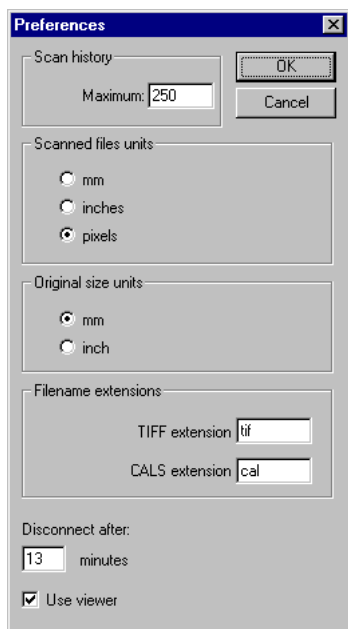 Preferences
Scan history
OK
Maximum: 250
Cancel
Scanned files units
mm
inches
pixels
Original size units
mm
inch
Filename extensions
TIFF extension tif
CALS extension cal
Disconnect after:
13 minutes
Use viewer